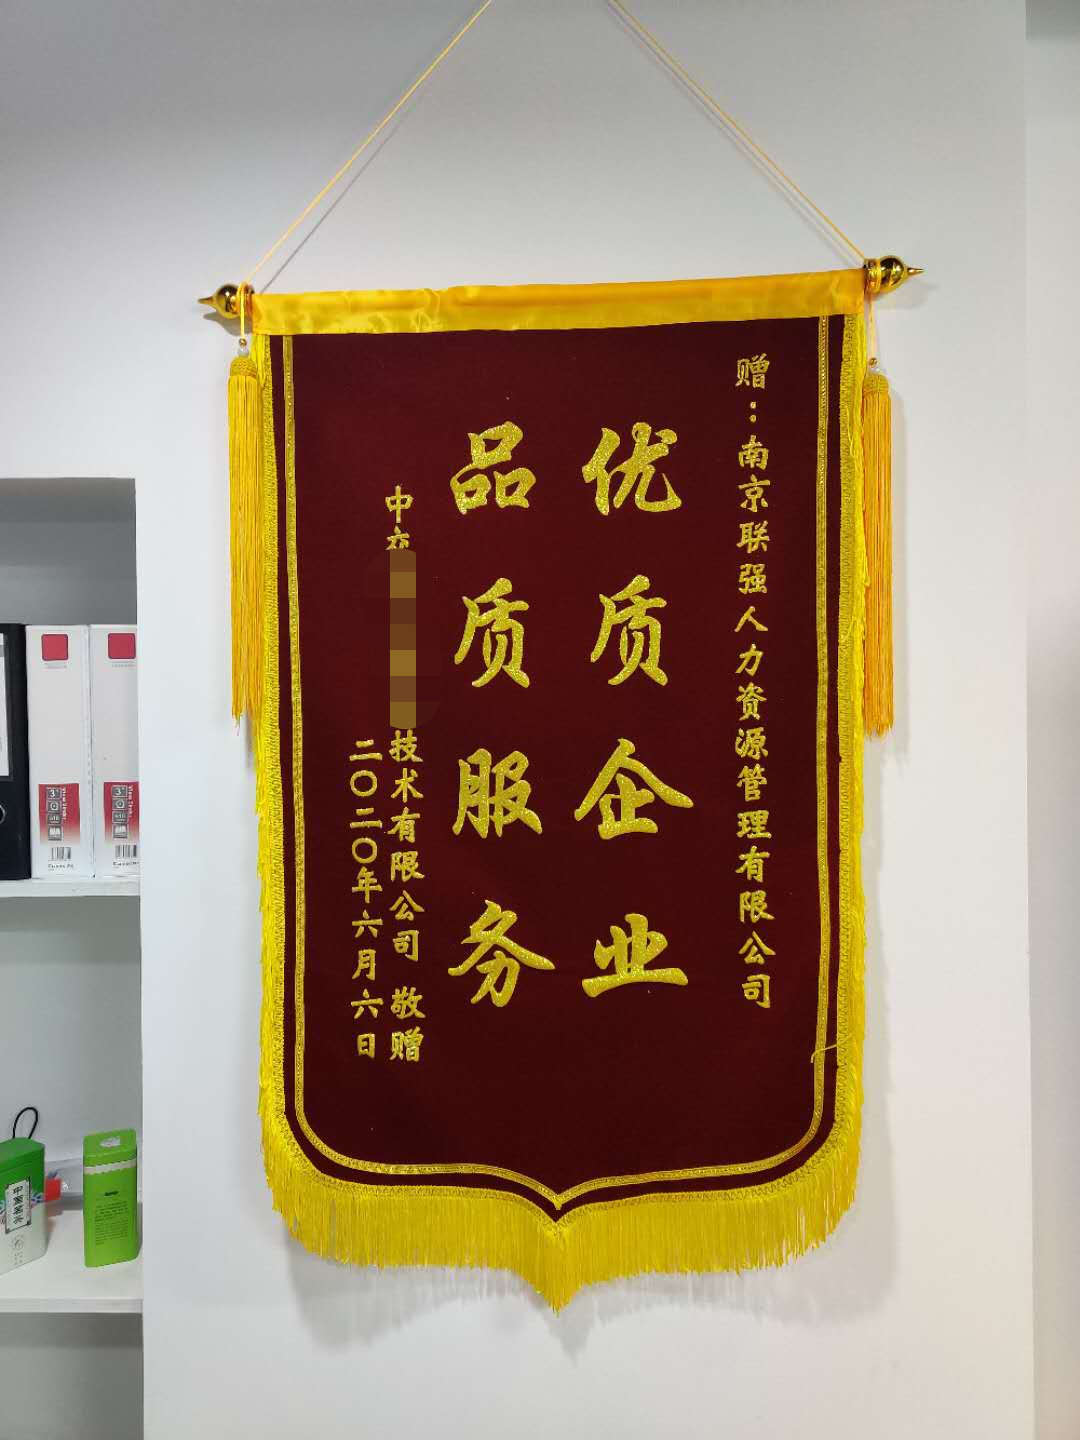 赠：南京联强人力资源管理有限公司
优质企业
品质服务
中交
技术有限公司 敬赠
二〇二〇年六月六日